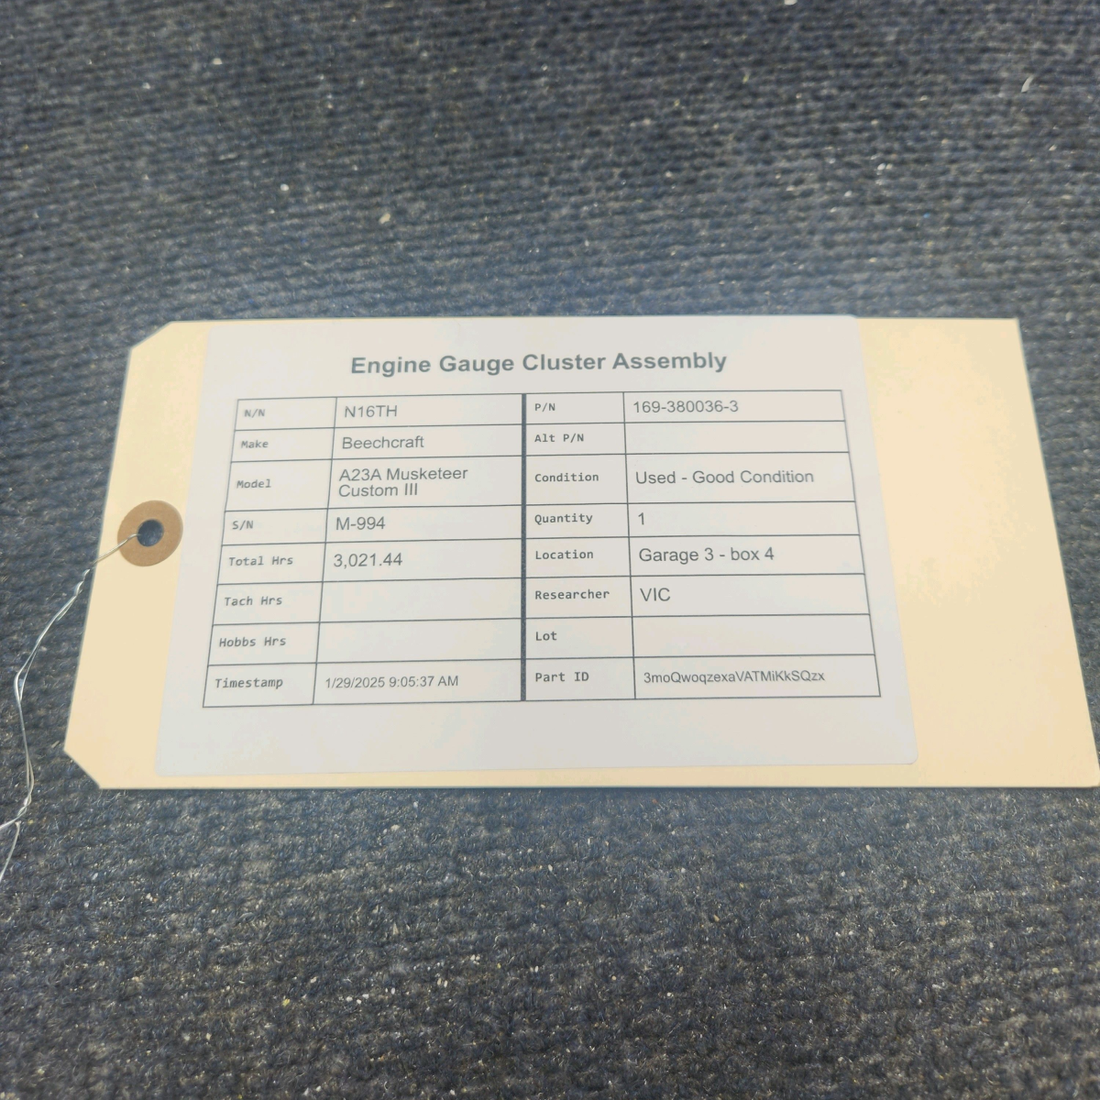 Engine Gauge Cluster Assembly
N/N N16TH P/N 169-380036-3
Make Beechcraft Alt P/N
Model A23A Musketeer Custom III Condition Used - Good Condition
S/N M-994 Quantity 1
Total Hrs 3,021.44 Location Garage 3 - box 4
Tach Hrs Researcher VIC
Hobbs Hrs Lot
Timestamp 1/29/2025 9:05:37 AM Part ID 3moQwoqzexaVATMiKkSQzx